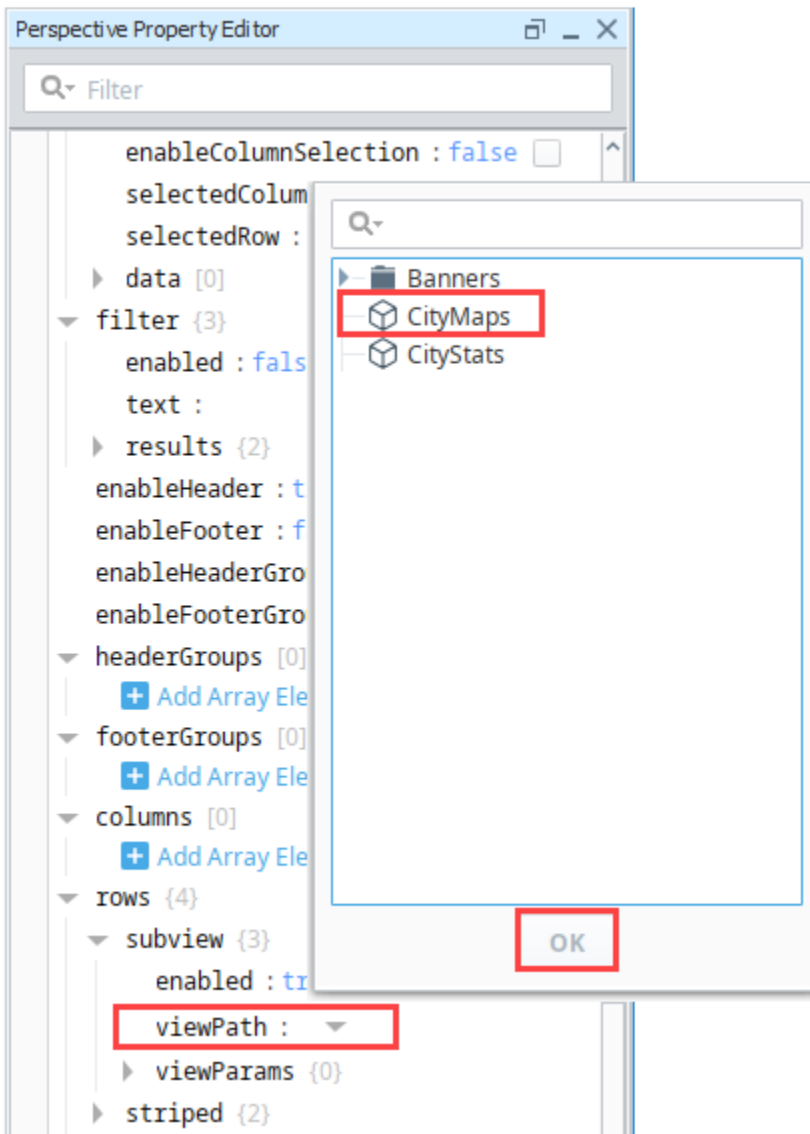 Perspective Property Editor
Filter
enableColumnSelection : false
selectedColum
selectedRow :
data [0]
filter {3}
enabled : fals
text :
results {2}
enableHeader : t
enableFooter : f
enableHeaderGro
enableFooterGro
headerGroups [0]
Add Array Ele
footerGroups [0]
Add Array Ele
columns [0]
Add Array Ele
rows {4}
subview {3}
enabled : tr
viewPath :
viewParams {0}
striped {2}
Banners
CityMaps
CityStats
OK